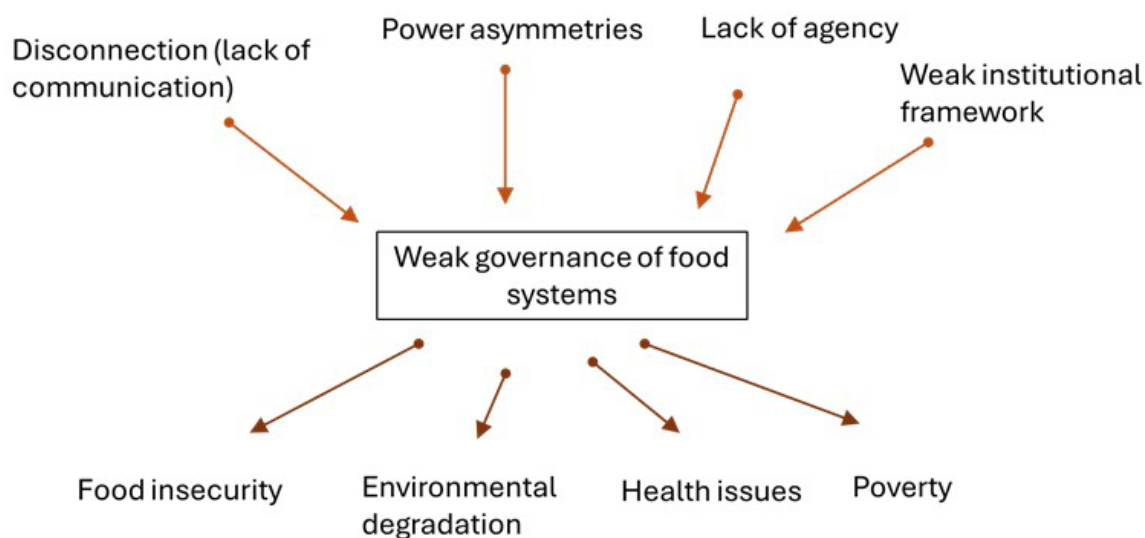 Disconnection (lack of
communication)
Power asymmetries
Lack of agency
Weak institutional
framework
Weak governance of food
systems
Food insecurity
Environmental
degradation
Health issues
Poverty